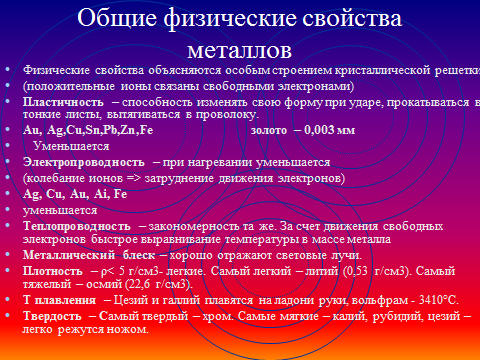 Общие физические свойства
металлов
Физические свойства объясняются особым строением кристаллической решетки
(положительные ионы связаны свободными электронами)
Пластичность – способность изменять свою форму при ударе, прокатываться в
тонкие листы, вытягиваться в проволоку.
Au, Ag,Cu,Sn,Pb,Zn,Fe золото – 0,003 мм
Уменьшается
Электропроводность – при нагревании уменьшается
(колебание ионов => затруднение движения электронов)
Ag, Cu, Au, Ai, Fe
уменьшается
Теплопроводность – закономерность та же. За счет движения свободных
электронов быстрое выравнивание температуры в массе металла
Металлический блеск – хорошо отражают световые лучи.
Плотность – ρ< 5 г/см3- легкие. Самый легкий – литий (0,53 г/см3). Самый
тяжелый – осмий (22,6 г/см3).
Т плавления – Цезий и галлий плавятся на ладони руки, вольфрам - 3410°С.
Твердость – Самый твердый – хром. Самые мягкие – калий, рубидий, цезий –
легко режутся ножом.